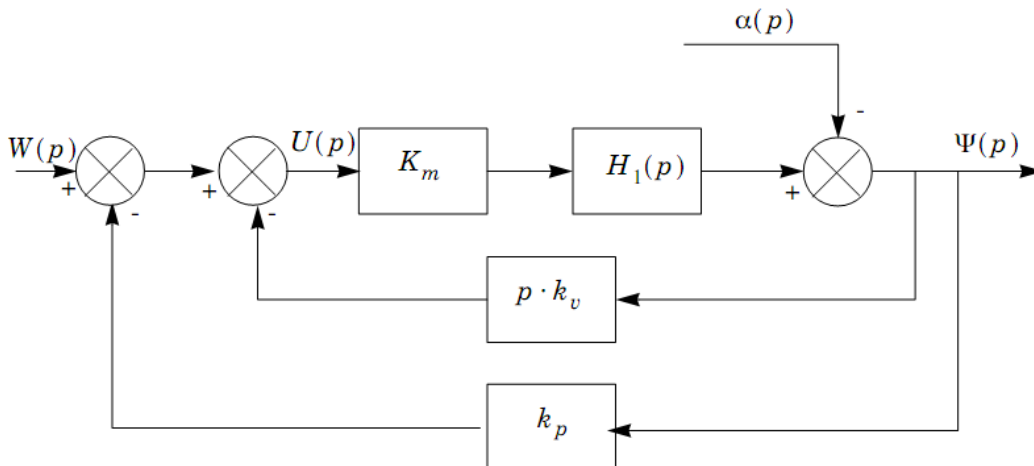 α(p)
-
W(p)
+
-
+
-
U(p)
K_m
H_1(p)
+
Ψ(p)
p · k_v
k_p